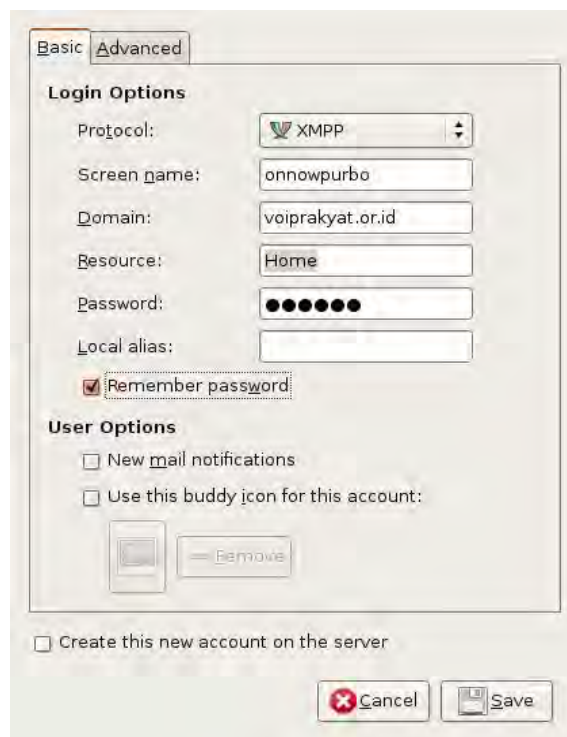 Basic Advanced
Login Options
Protocol: XMPP
Screen name: onnowpurbo
Domain: voiprakyat.or.id
Resource: Home
Password: ●●●●●●
Local alias:
Remember password
User Options
New mail notifications
Use this buddy icon for this account:
Remove
Create this new account on the server
Cancel Save